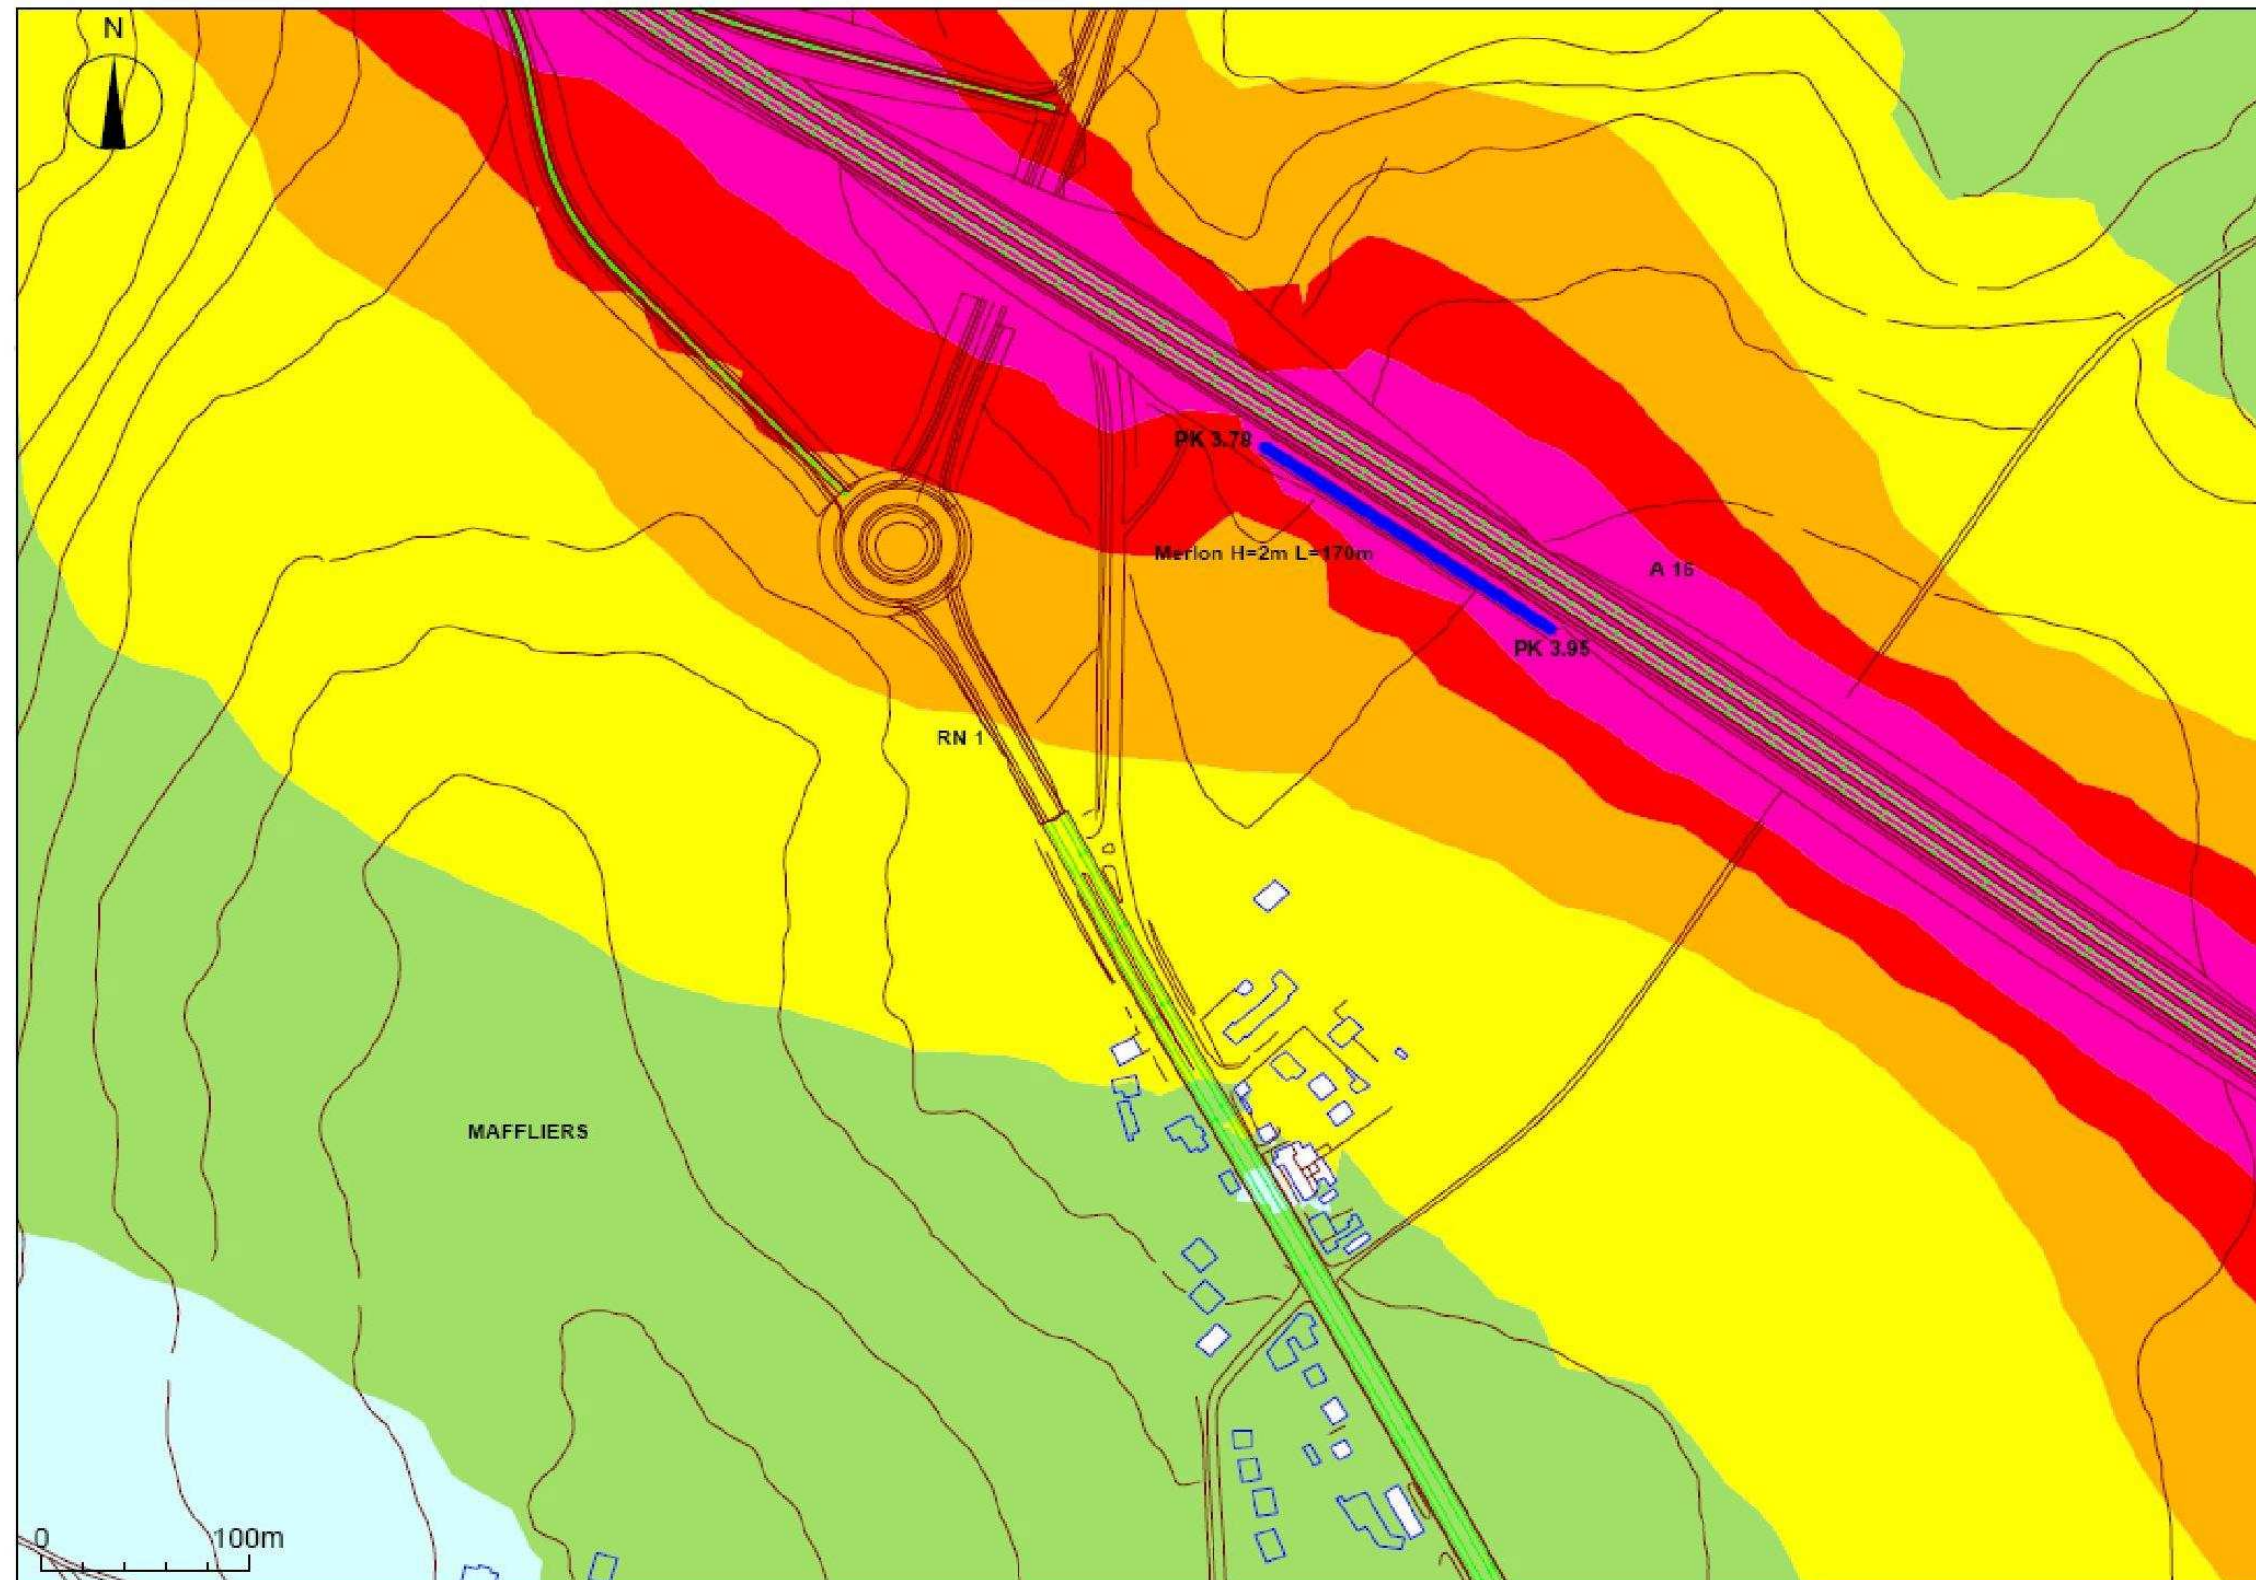 N
PK 3.78
Merlon H=2m L=170m
A 16
PK 3.95
RN 1
MAFFLIERS
0
100m